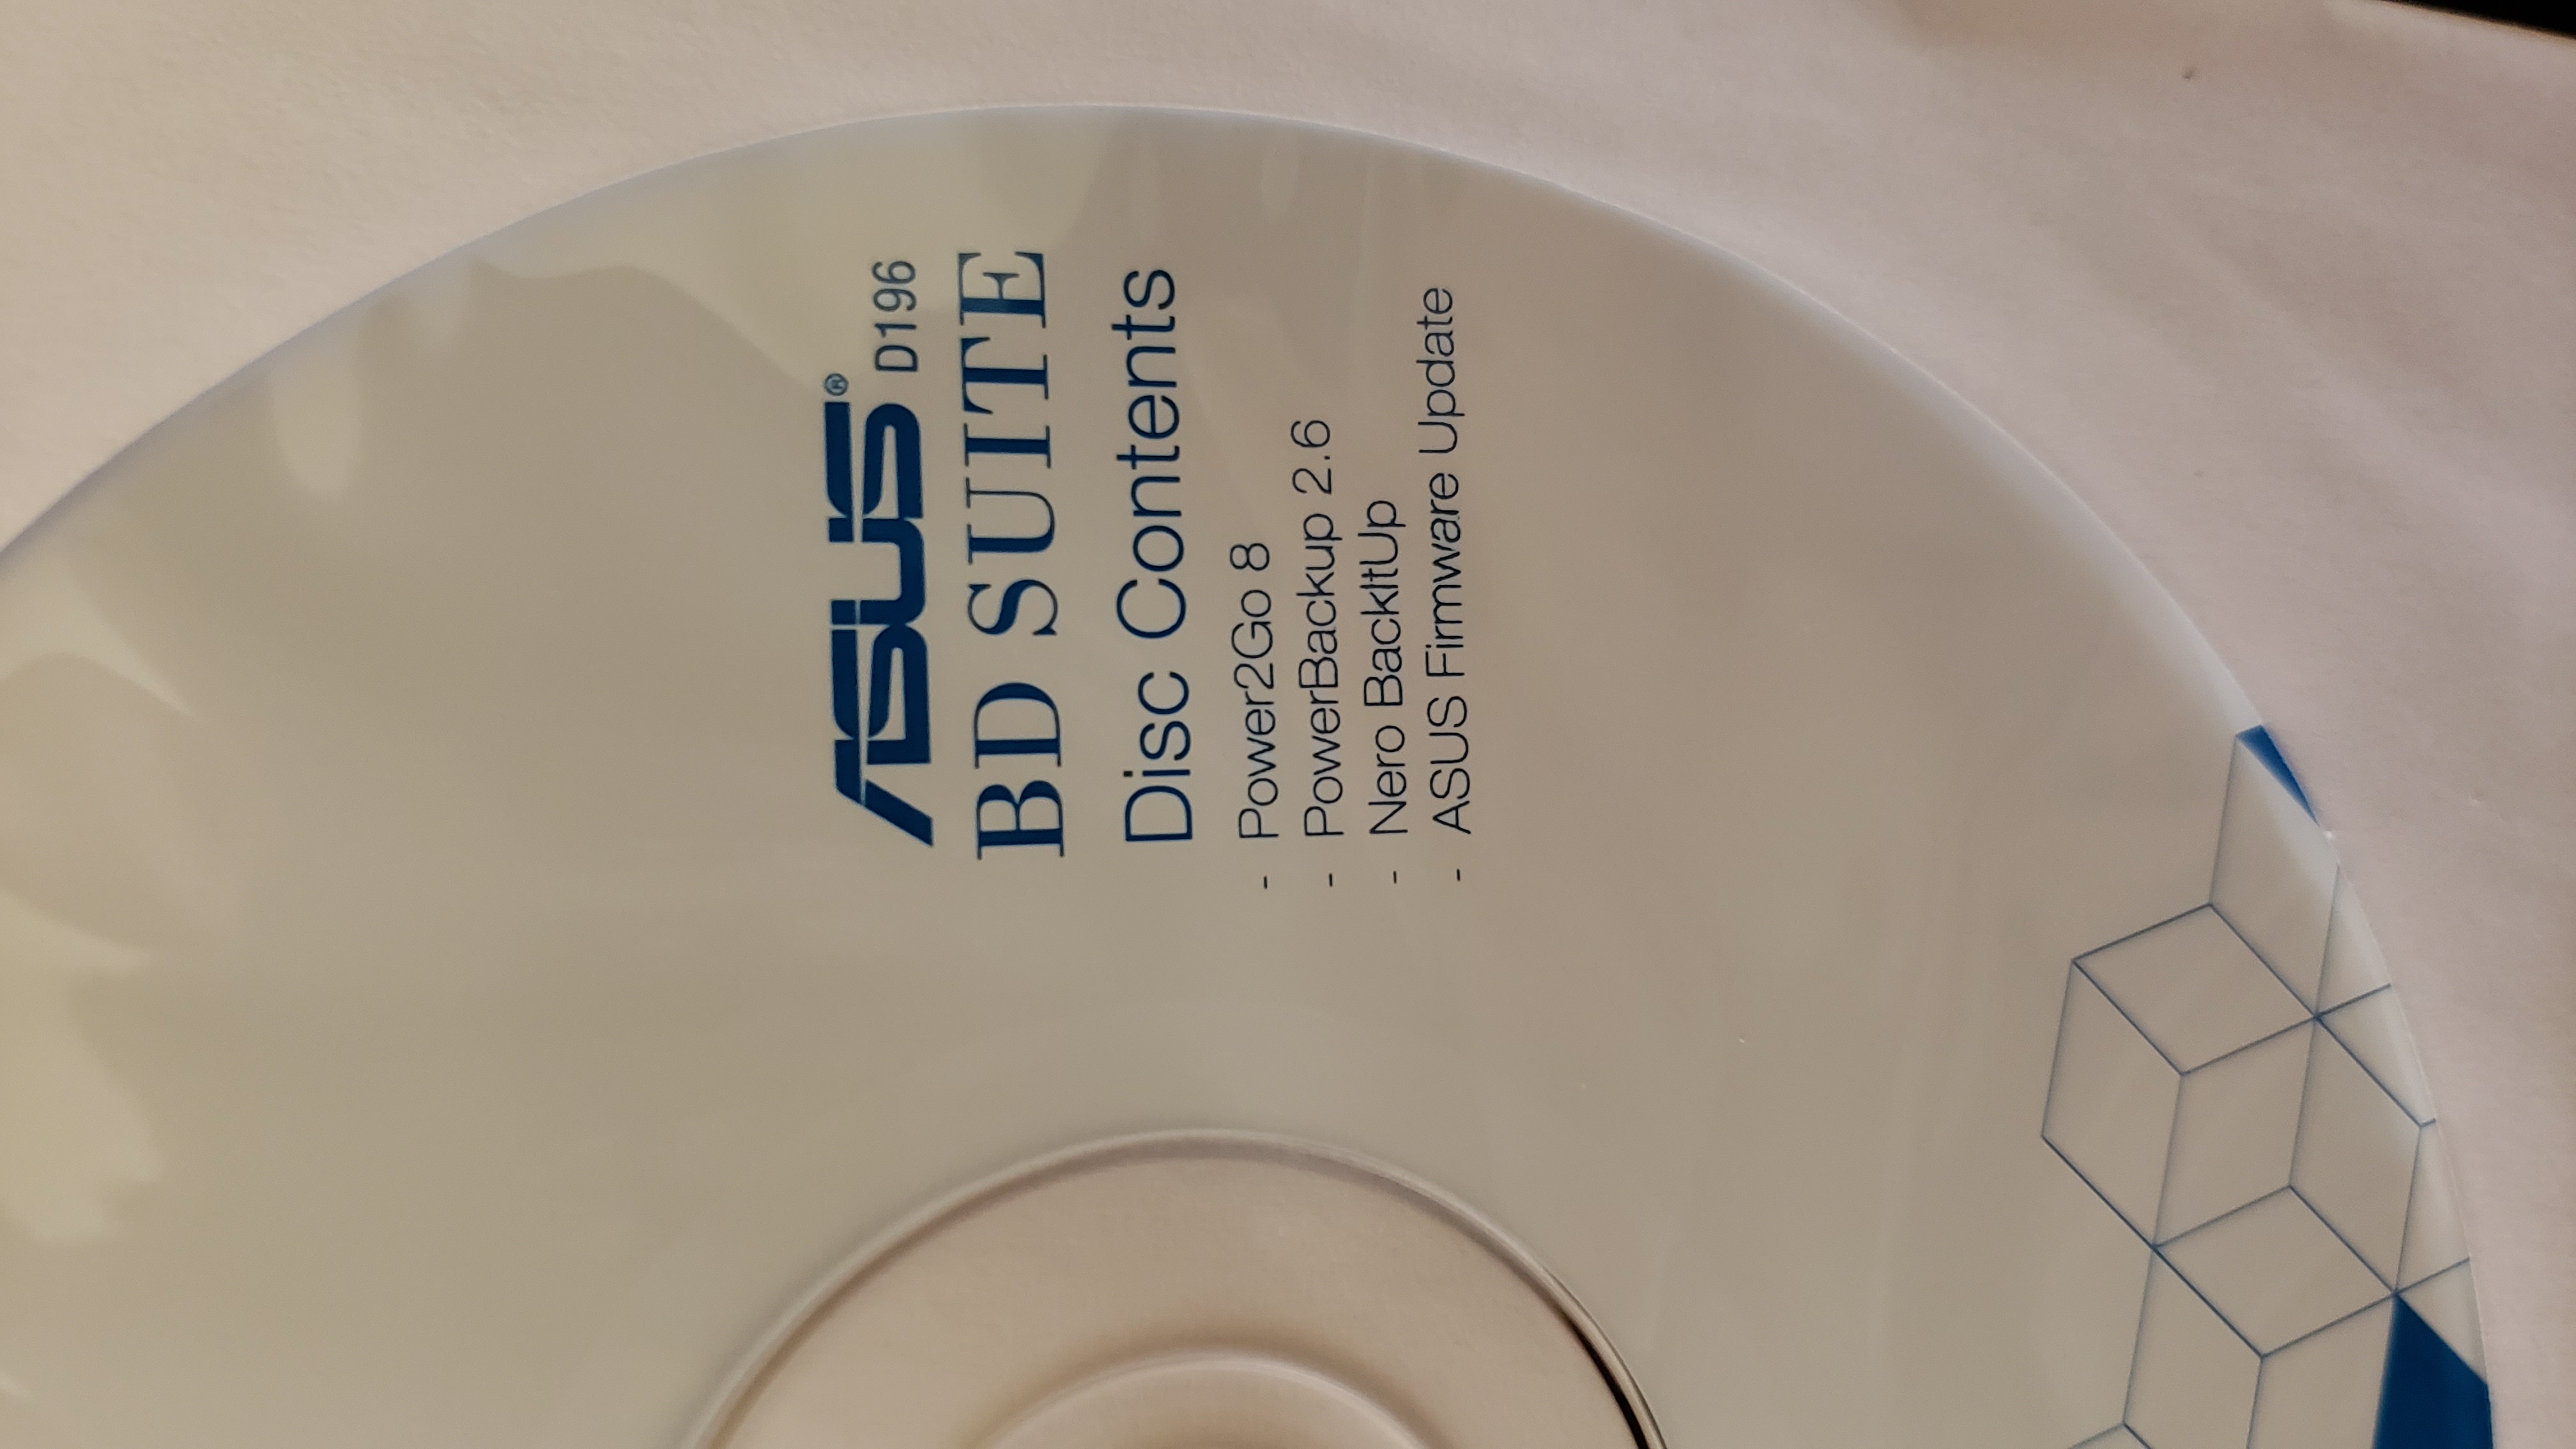 ASUS® D196
BD SUITE
Disc Contents
- Power2Go 8
- PowerBackup 2.6
- Nero BackItUp
- ASUS Firmware Update